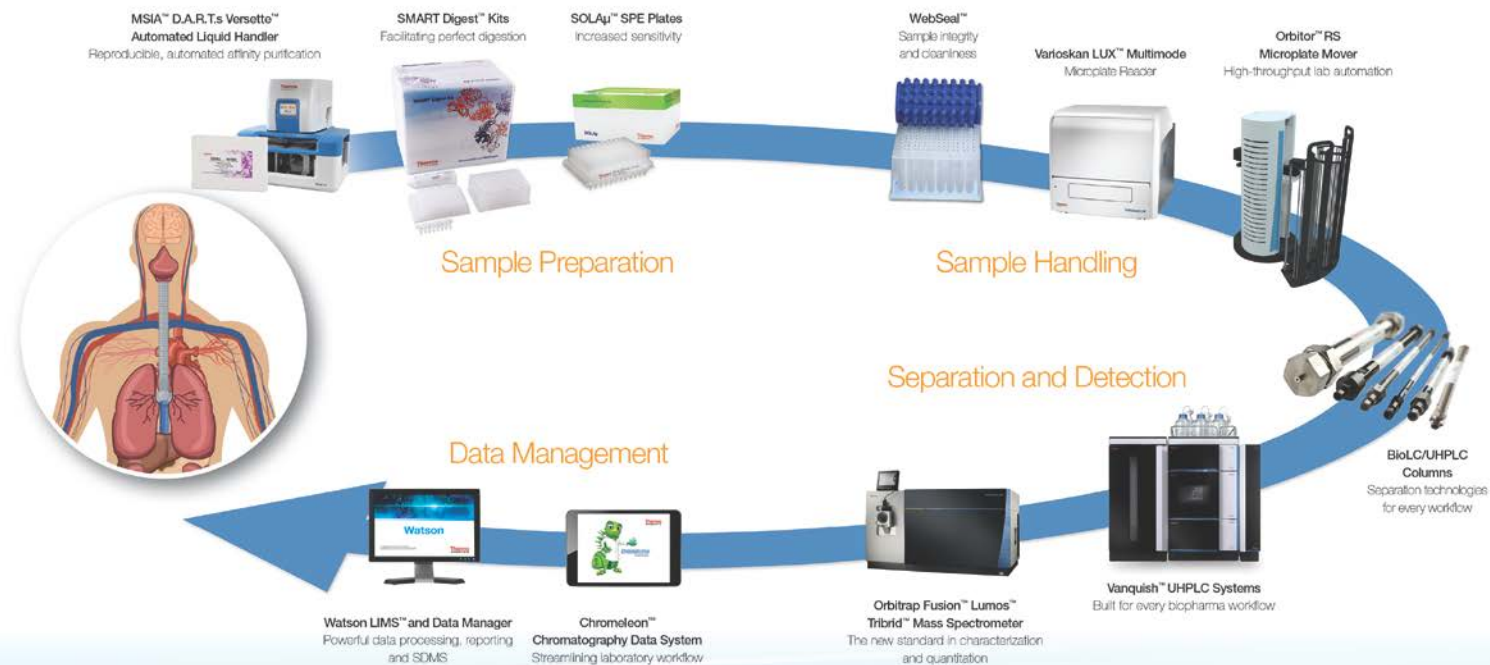 MSIA™ D.A.R.T.s Versette™
Automated Liquid Handler
Reproducible, automated affinity purification
SMART Digest™ Kits
Facilitating perfect digestion
SOLAµ™ SPE Plates
Increased sensitivity
WebSeal™
Sample integrity
and cleanliness
Varioskan LUX™ Multimode
Microplate Reader
Orbitor™ RS
Microplate Mover
High-throughput lab automation
Sample Preparation
Sample Handling
Separation and Detection
Data Management
BioLC/UHPLC
Columns
Separation technologies
for every workflow
Vanquish™ UHPLC Systems
Built for every biopharma workflow
Orbitrap Fusion™ Lumos™
Tribrid™ Mass Spectrometer
The new standard in characterization
and quantitation
Chromeleon™
Chromatography Data System
Streamlining laboratory workflow
Watson LIMS™ and Data Manager
Powerful data processing, reporting
and SDMS
Watson